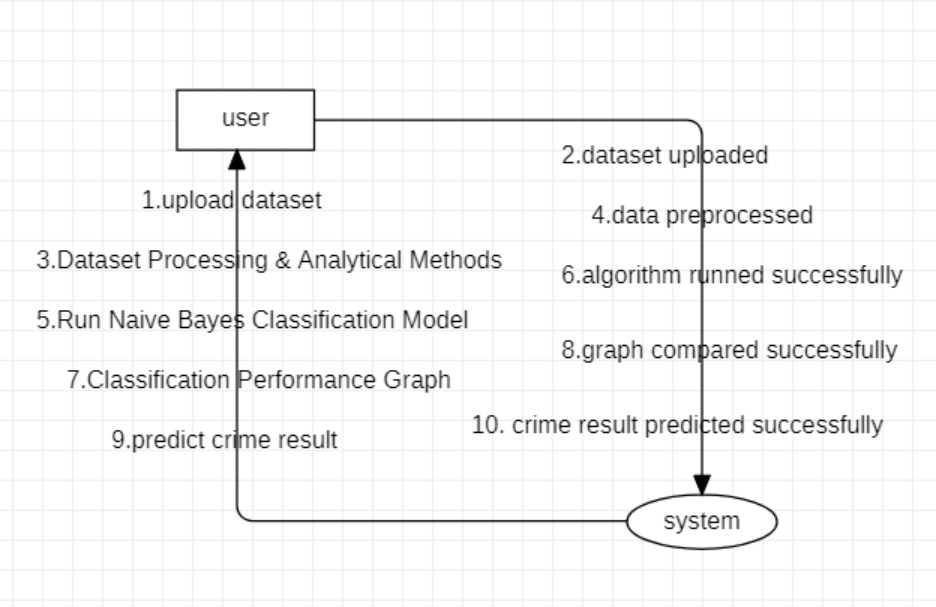 user
2.dataset uploaded
1.upload dataset
4.data preprocessed
3.Dataset Processing & Analytical Methods
6.algorithm runned successfully
5.Run Naive Bayes Classification Model
8.graph compared successfully
7.Classification Performance Graph
10. crime result predicted successfully
9.predict crime result
system